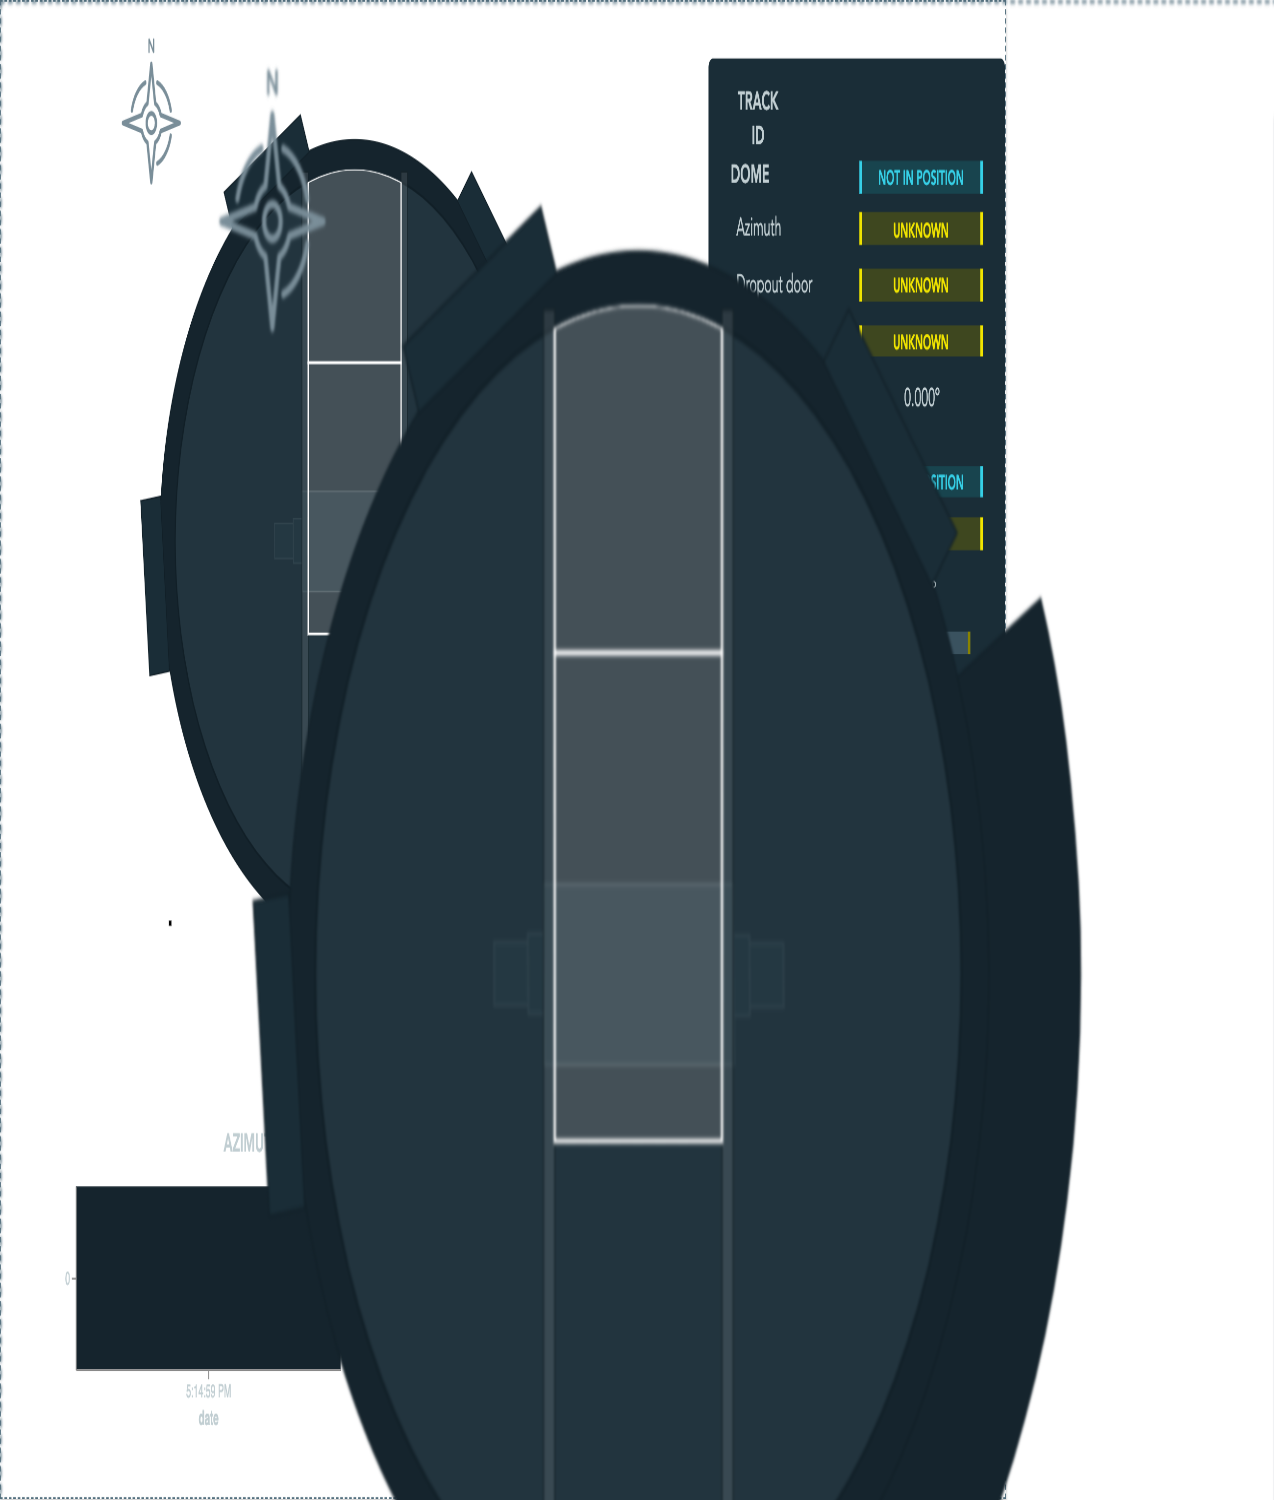 N
N
TRACK
ID
DOME
NOT IN POSITION
Azimuth
UNKNOWN
Dropout door
UNKNOWN
UNKNOWN
0.000°
SITION
AZIMU
0
5:14:59 PM
date